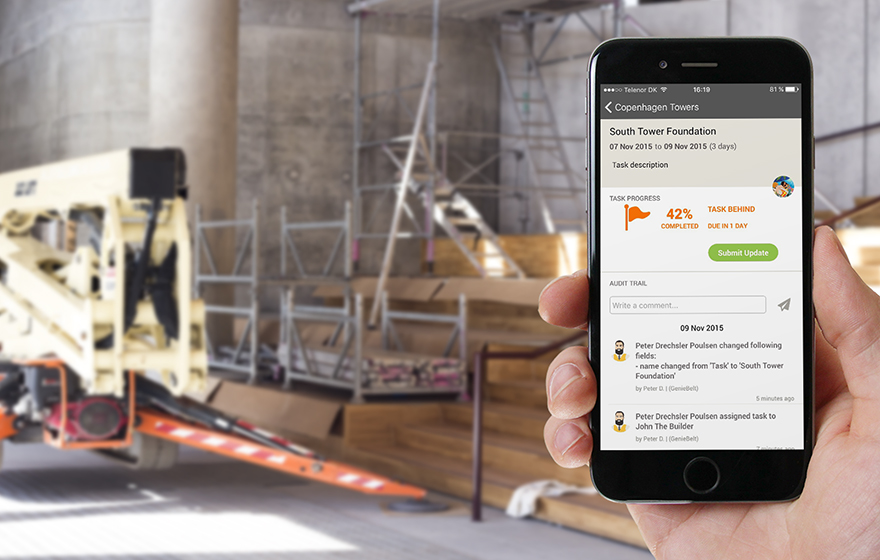 Telenor DK 16:19 81 %
Copenhagen Towers
South Tower Foundation
07 Nov 2015 to 09 Nov 2015 (3 days)
Task description
TASK PROGRESS
42%
COMPLETED
TASK BEHIND
DUE IN 1 DAY
Submit Update
AUDIT TRAIL
Write a comment...
09 Nov 2015
Peter Drechsler Poulsen changed following
fields:
- name changed from 'Task' to 'South Tower
Foundation'
by Peter D. | (GenieBelt)
5 minutes ago
Peter Drechsler Poulsen assigned task to
John The Builder
by Peter D. | (GenieBelt)
7 minutes ago